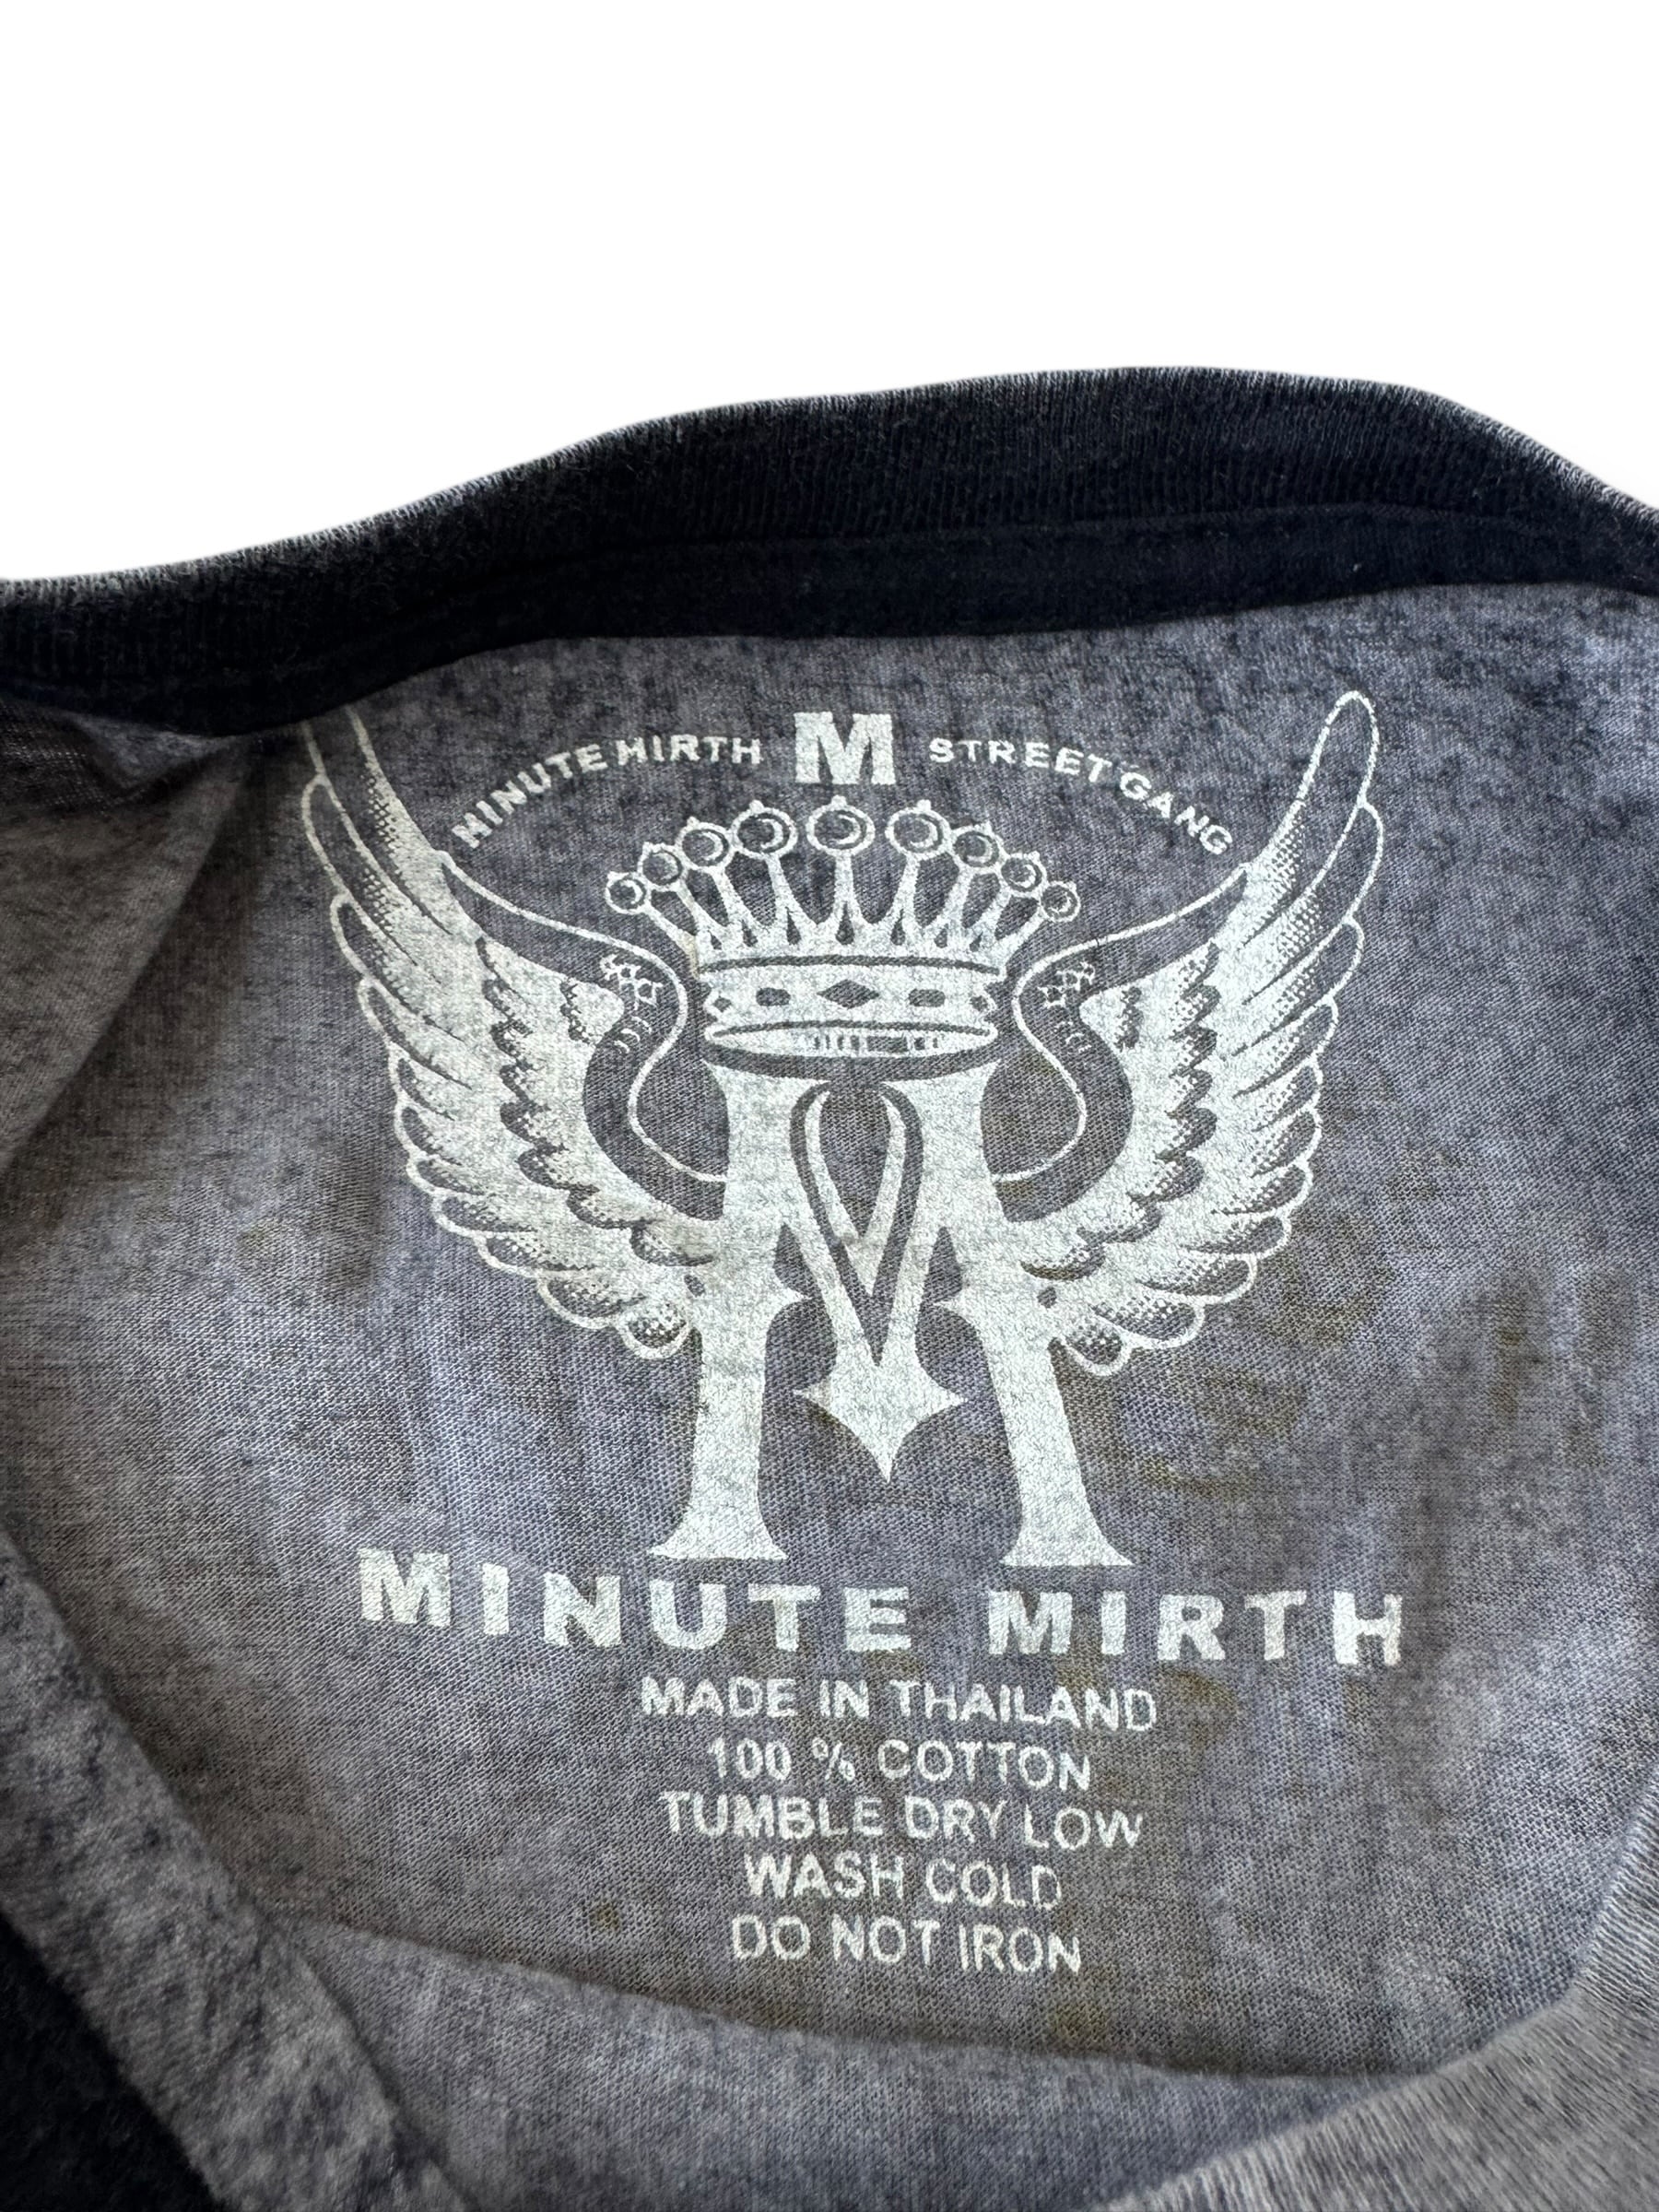 MINUTE MIRTH M STREET GANG
MINUTE MIRTH
MADE IN THAILAND
100 % COTTON
TUMBLE DRY LOW
WASH COLD
DO NOT IRON